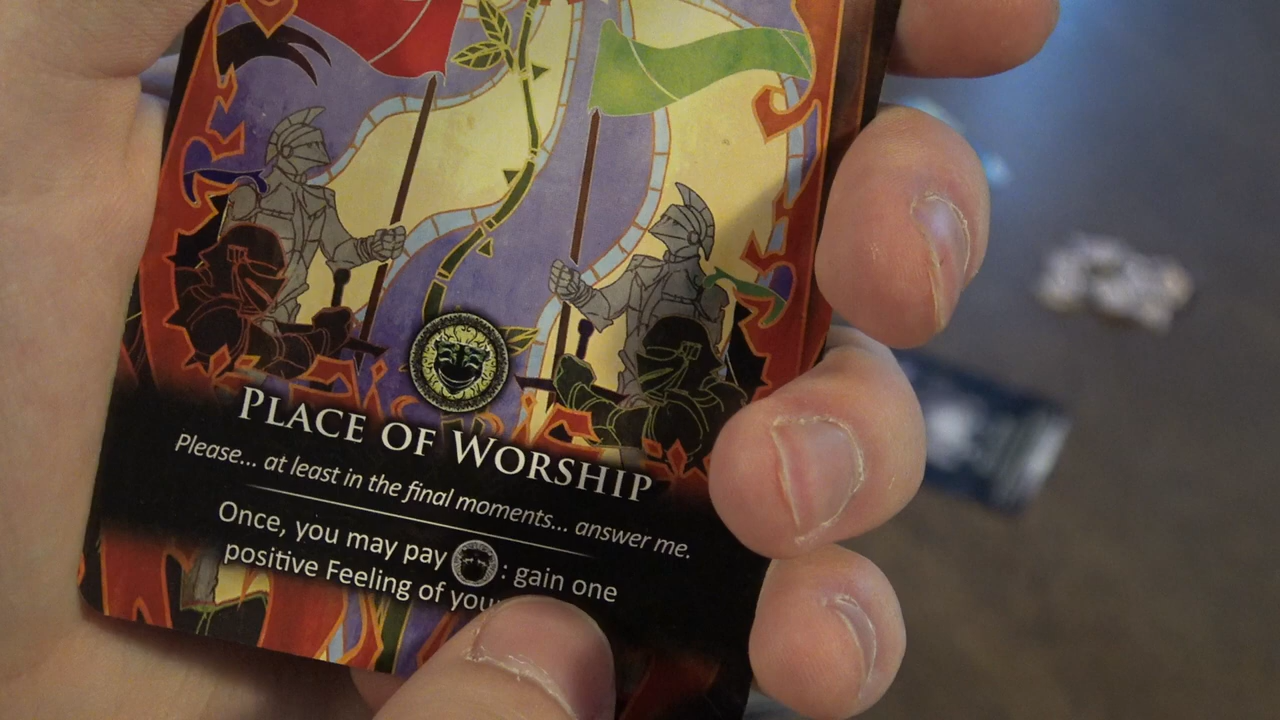 PLACE OF WORSHIP
Please... at least in the final moments... answer me.
Once, you may pay : gain one
positive Feeling of